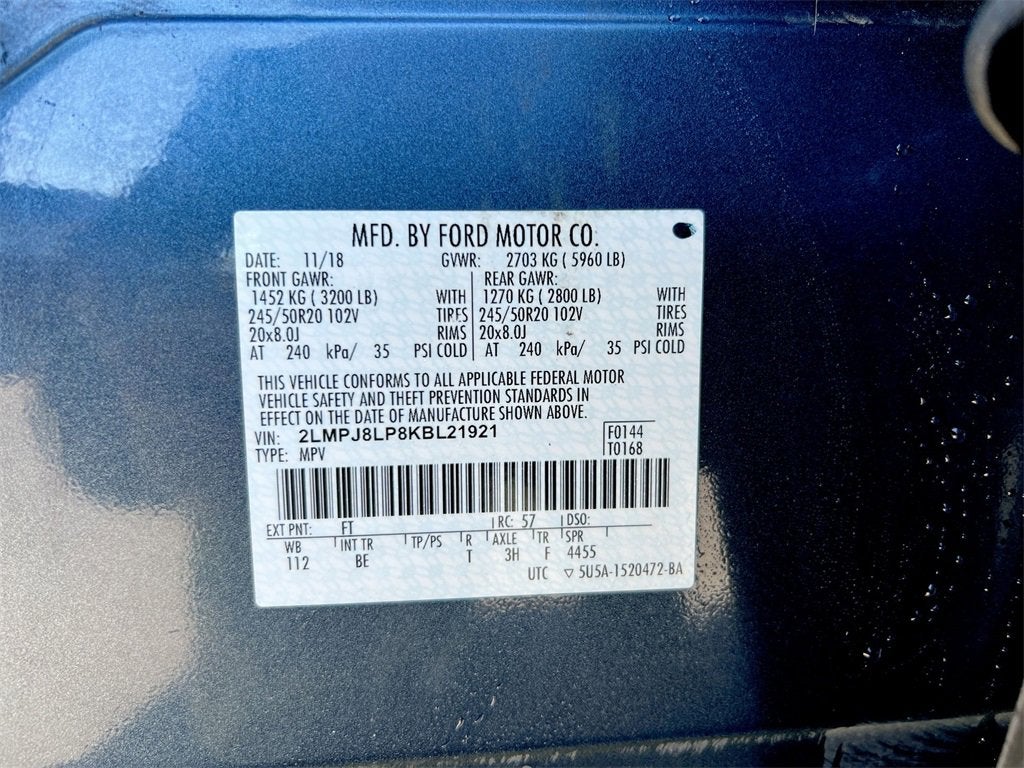 MFD. BY FORD MOTOR CO.
DATE: 11/18 GVWR: 2703 KG ( 5960 LB)
FRONT GAWR: REAR GAWR:
1452 KG ( 3200 LB) WITH 1270 KG ( 2800 LB) WITH
245/50R20 102V TIRES 245/50R20 102V TIRES
20x8.0J RIMS 20x8.0J RIMS
AT 240 kPa/ 35 PSI COLD AT 240 kPa/ 35 PSI COLD
THIS VEHICLE CONFORMS TO ALL APPLICABLE FEDERAL MOTOR
VEHICLE SAFETY AND THEFT PREVENTION STANDARDS IN
EFFECT ON THE DATE OF MANUFACTURE SHOWN ABOVE.
VIN: 2LMPJ8LP8KBL21921 F0144
TYPE: MPV T0168
EXT PNT: FT RC: 57 DSO:
WB INT TR TP/PS R AXLE TR SPR
112 BE T 3H F 4455
UTC ▽ 5U5A-1520472-BA